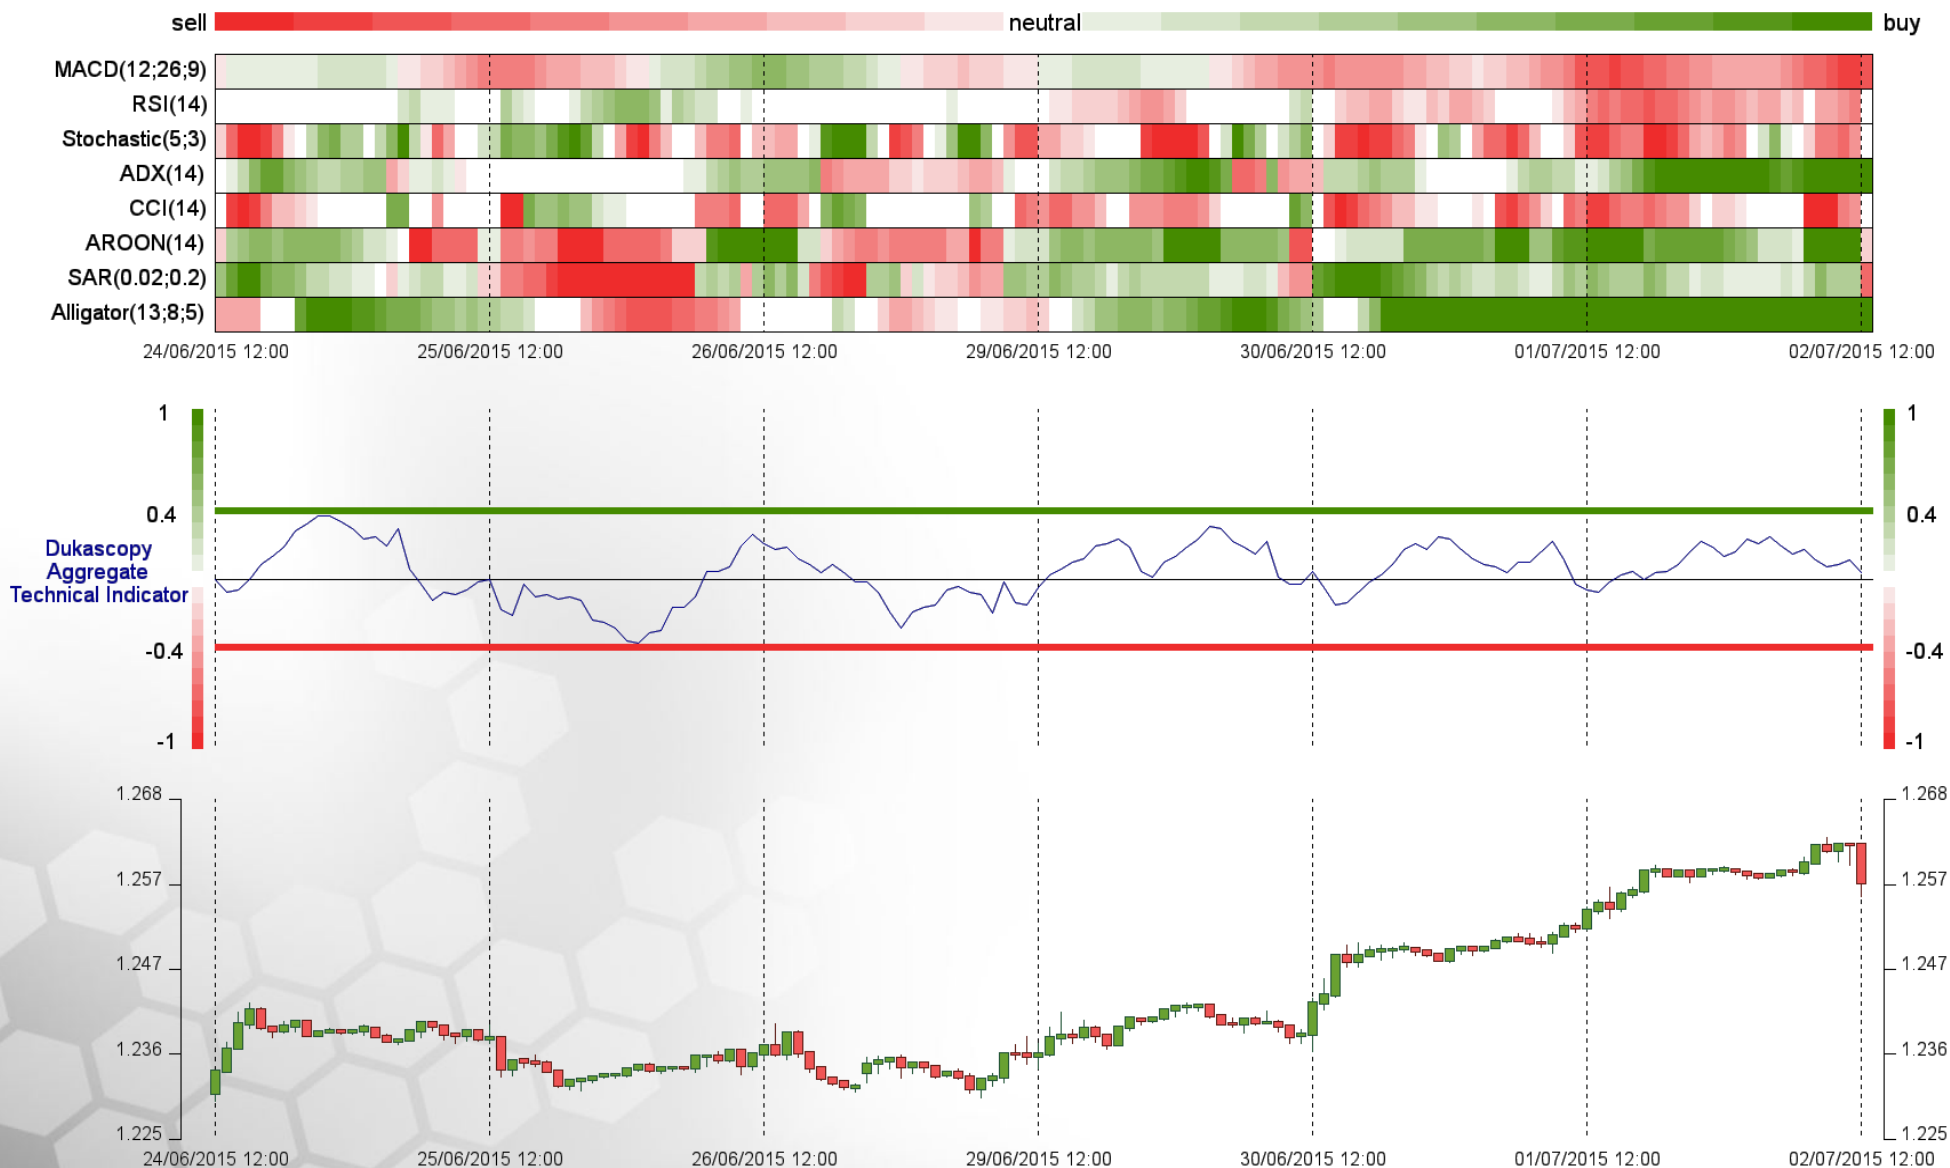 sell neutral buy
MACD(12;26;9)
RSI(14)
Stochastic(5;3)
ADX(14)
CCI(14)
AROON(14)
SAR(0.02;0.2)
Alligator(13;8;5)
24/06/2015 12:00 25/06/2015 12:00 26/06/2015 12:00 29/06/2015 12:00 30/06/2015 12:00 01/07/2015 12:00 02/07/2015 12:00
1 1
0.4 0.4
Dukascopy
Aggregate
Technical Indicator
-0.4 -0.4
-1 -1
1.268 1.268
1.257 1.257
1.247 1.247
1.236 1.236
1.225 1.225
24/06/2015 12:00 25/06/2015 12:00 26/06/2015 12:00 29/06/2015 12:00 30/06/2015 12:00 01/07/2015 12:00 02/07/2015 12:00